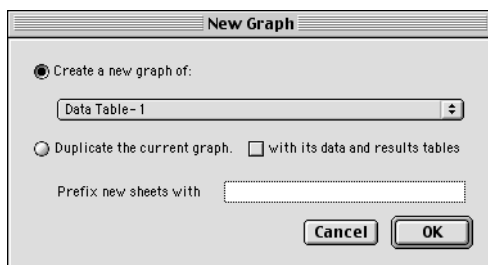 New Graph
Create a new graph of:
Data Table-1
Duplicate the current graph. with its data and results tables
Prefix new sheets with
Cancel OK